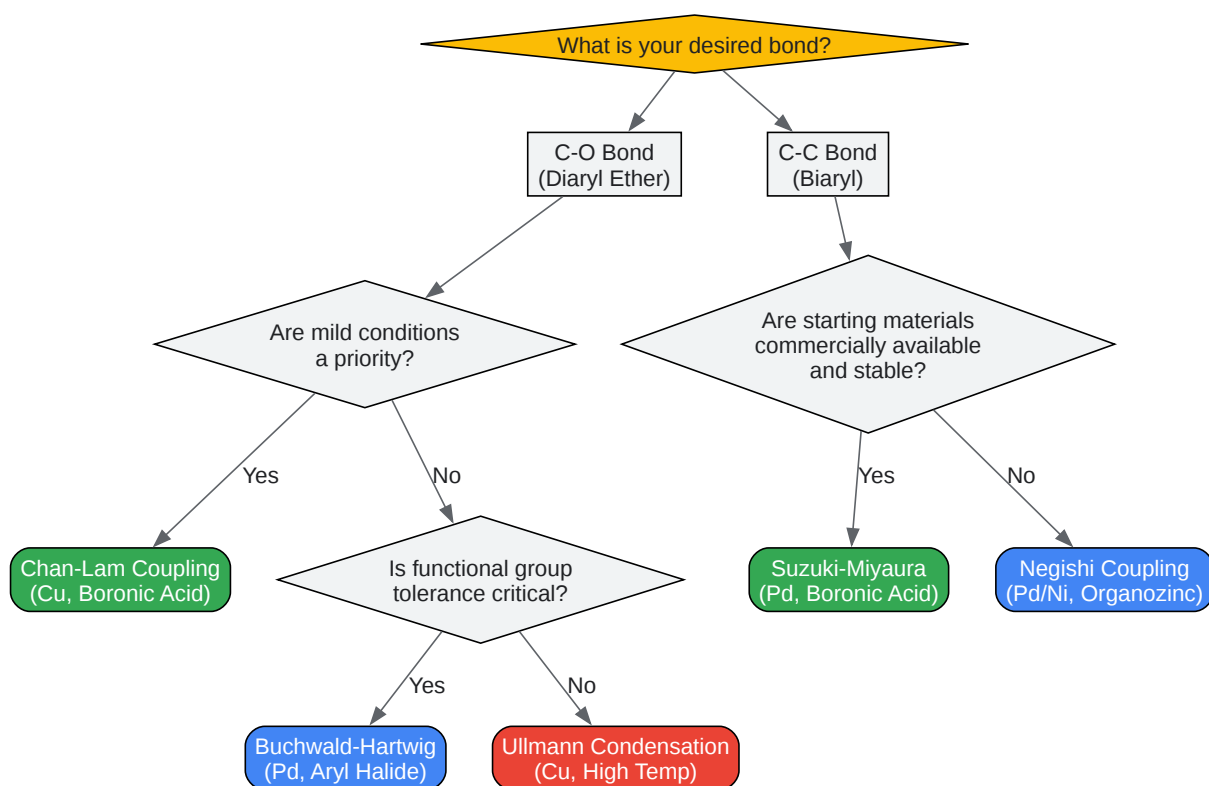 What is your desired bond?
C-O Bond
(Diaryl Ether)
C-C Bond
(Biaryl)
Are mild conditions
a priority?
Are starting materials
commercially available
and stable?
Yes
No
Yes
No
Chan-Lam Coupling
(Cu, Boronic Acid)
Is functional group
tolerance critical?
Suzuki-Miyaura
(Pd, Boronic Acid)
Negishi Coupling
(Pd/Ni, Organozinc)
Yes
No
Buchwald-Hartwig
(Pd, Aryl Halide)
Ullmann Condensation
(Cu, High Temp)